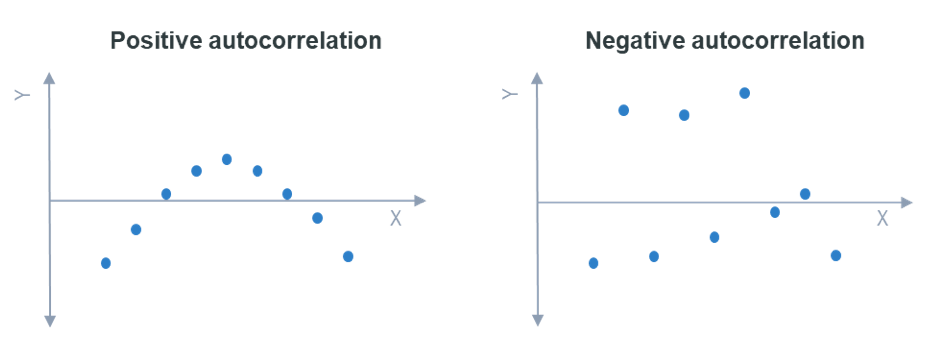 Positive autocorrelation
Negative autocorrelation
Y
Y
X
X